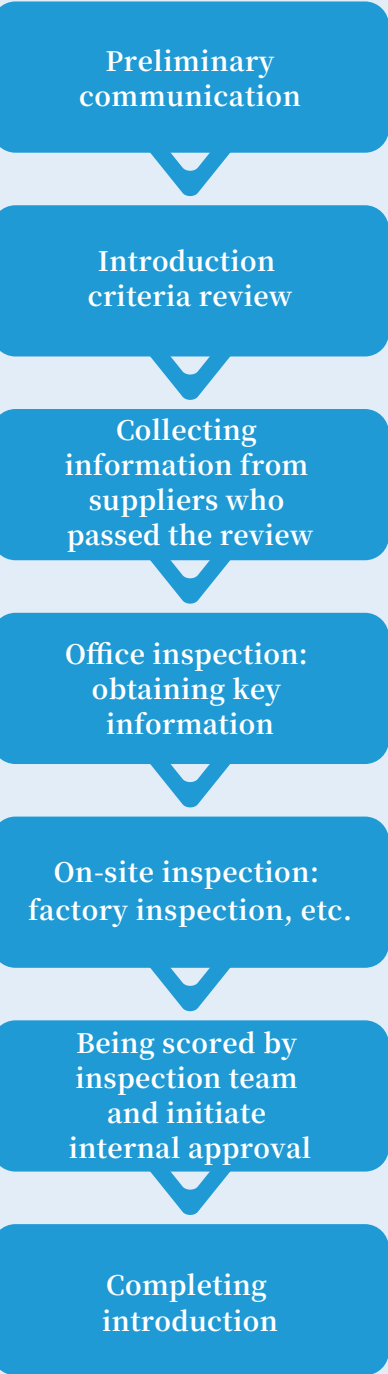 Preliminary
communication
Introduction
criteria review
Collecting
information from
suppliers who
passed the review
Office inspection:
obtaining key
information
On-site inspection:
factory inspection, etc.
Being scored by
inspection team
and initiate
internal approval
Completing
introduction